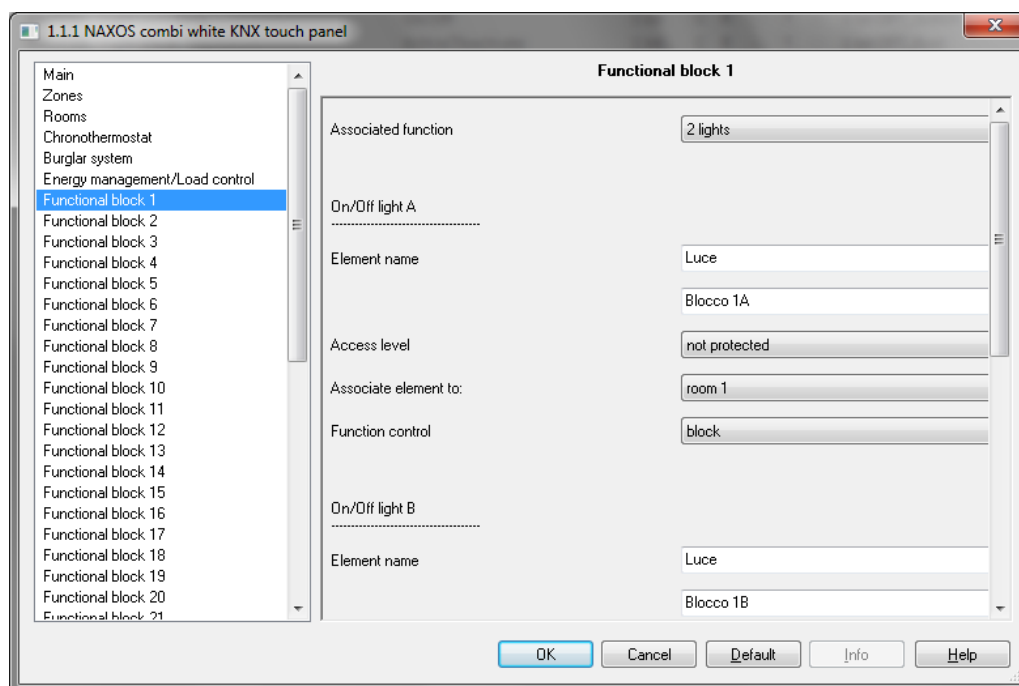 1.1.1 NAXOS combi white KNX touch panel
Main
Zones
Rooms
Chronothermostat
Burglar system
Energy management/Load control
Functional block 1
Functional block 2
Functional block 3
Functional block 4
Functional block 5
Functional block 6
Functional block 7
Functional block 8
Functional block 9
Functional block 10
Functional block 11
Functional block 12
Functional block 13
Functional block 14
Functional block 15
Functional block 16
Functional block 17
Functional block 18
Functional block 19
Functional block 20
Functional block 21
Functional block 1
Associated function 2 lights
On/Off light A
-------------------------------------
Element name Luce
Blocco 1A
Access level not protected
Associate element to: room 1
Function control block
On/Off light B
-------------------------------------
Element name Luce
Blocco 1B
OK Cancel Default Info Help